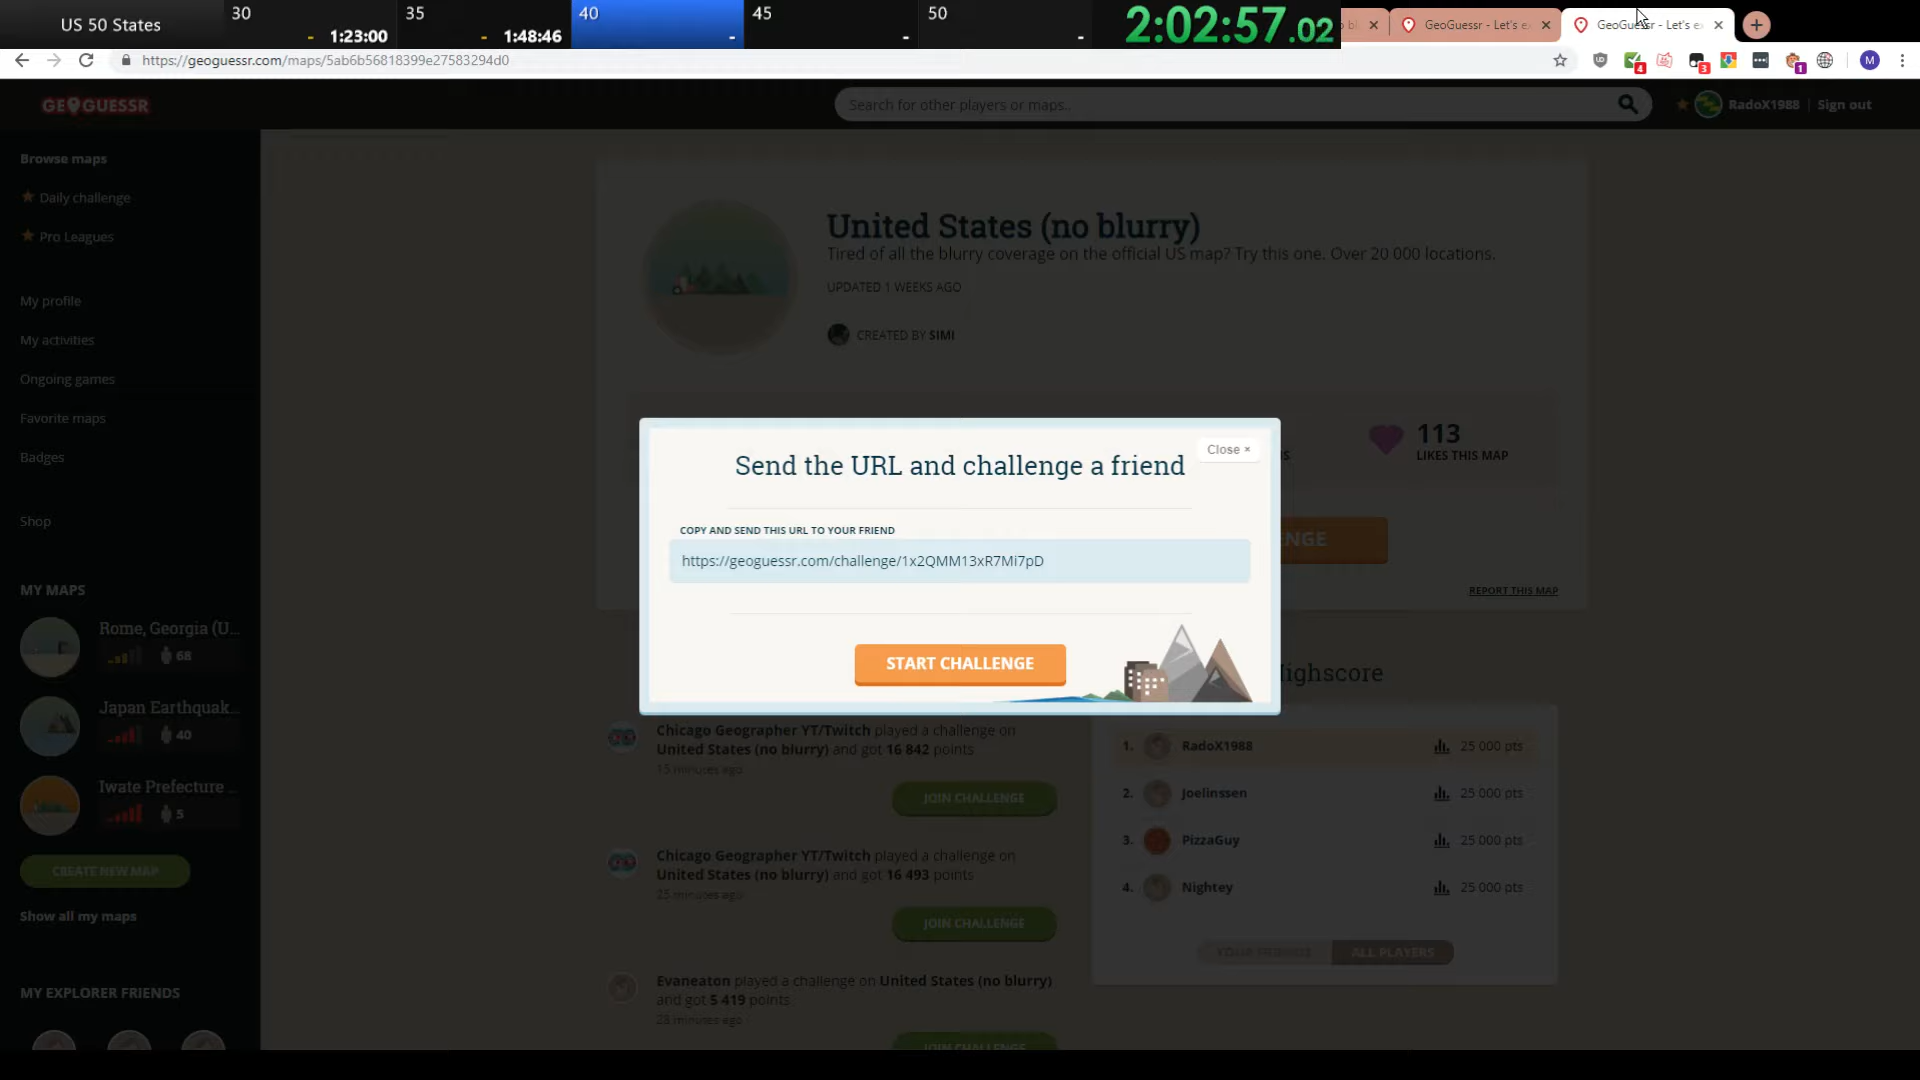 US 50 States
30
- 1:23:00
35
- 1:48:46
40
-
45
-
50
-
2:02:57.02
GeoGuessr - Let's e
GeoGuessr - Let's e
https://geoguessr.com/maps/5ab6b56818399e27583294d0
4
3
1
M
GEOGUESSR
Search for other players or maps..
RadoX1988 | Sign out
Browse maps
Daily challenge
Pro Leagues
My profile
My activities
Ongoing games
Favorite maps
Badges
Shop
MY MAPS
Rome, Georgia (U...
68
Japan Earthquak...
40
Iwate Prefecture ...
5
CREATE NEW MAP
Show all my maps
MY EXPLORER FRIENDS
United States (no blurry)
Tired of all the blurry coverage on the official US map? Try this one. Over 20 000 locations.
UPDATED 1 WEEKS AGO
CREATED BY SIMI
113
LIKES THIS MAP
REPORT THIS MAP
Send the URL and challenge a friend
Close ×
COPY AND SEND THIS URL TO YOUR FRIEND
https://geoguessr.com/challenge/1x2QMM13xR7Mi7pD
START CHALLENGE
Chicago Geographer YT/Twitch played a challenge on
United States (no blurry) and got 16 842 points
15 minutes ago
JOIN CHALLENGE
Chicago Geographer YT/Twitch played a challenge on
United States (no blurry) and got 16 493 points
25 minutes ago
JOIN CHALLENGE
Evaneaton played a challenge on United States (no blurry)
and got 5 419 points
28 minutes ago
JOIN CHALLENGE
Highscore
1. RadoX1988 25 000 pts
2. Joelinssen 25 000 pts
3. PizzaGuy 25 000 pts
4. Nightey 25 000 pts
YOUR FRIENDS
ALL PLAYERS